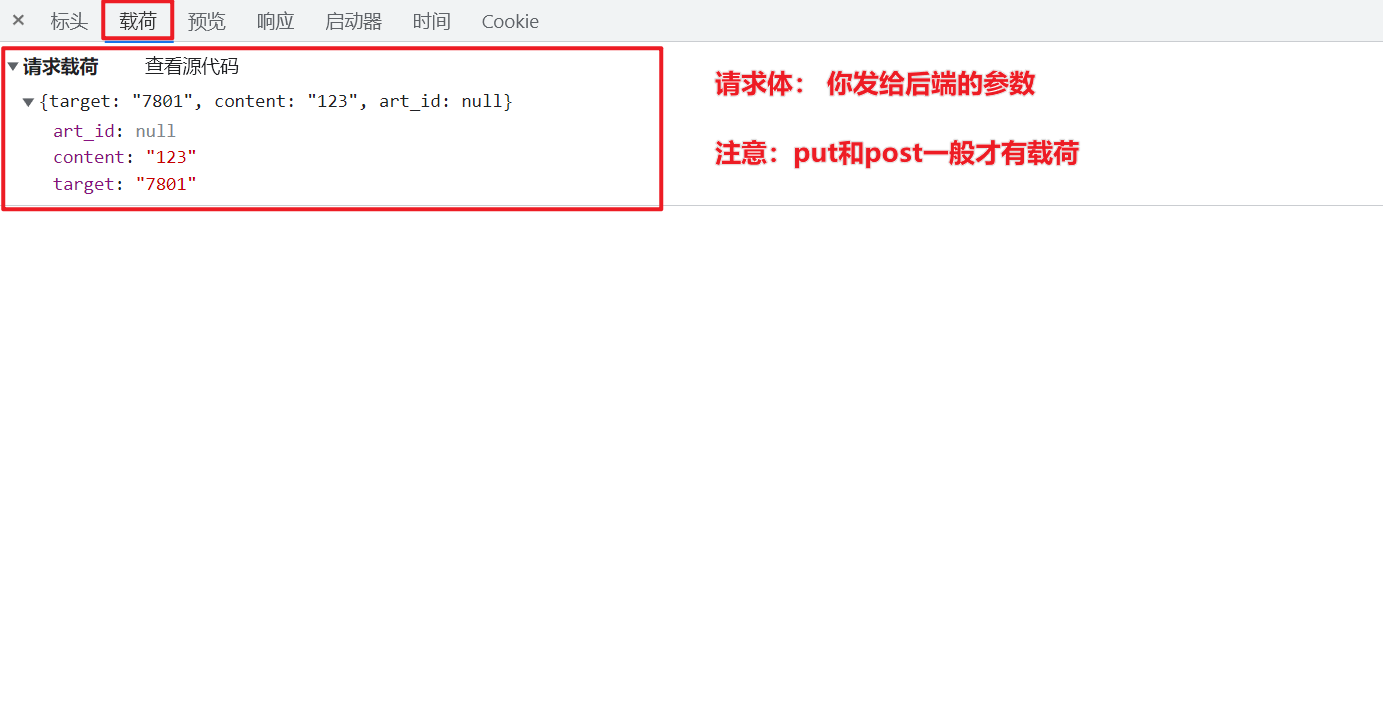 × 标头 载荷 预览 响应 启动器 时间 Cookie
▼请求载荷 查看源代码
▼{target: "7801", content: "123", art_id: null}
art_id: null
content: "123"
target: "7801"
请求体： 你发给后端的参数
注意：put和post一般才有载荷